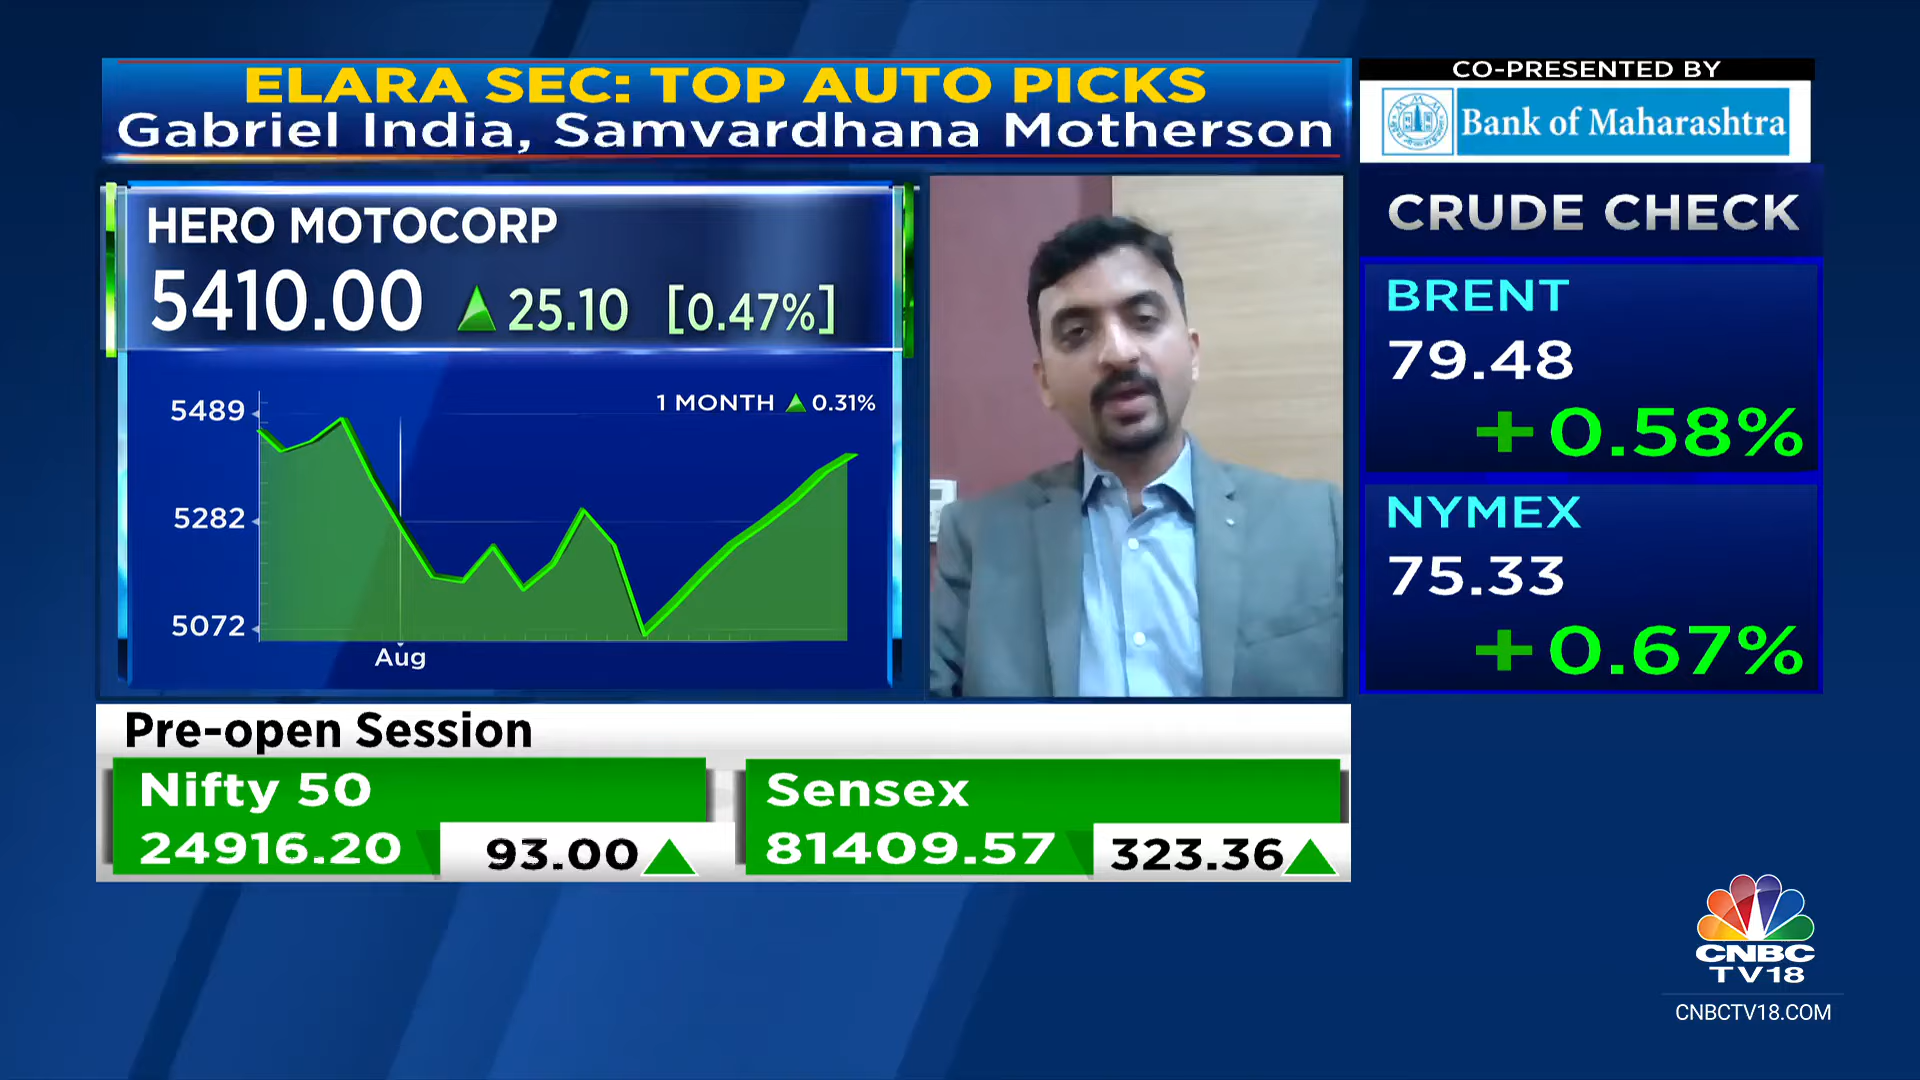 ELARA SEC: TOP AUTO PICKS
Gabriel India, Samvardhana Motherson
CO-PRESENTED BY
Bank of Maharashtra
HERO MOTOCORP
5410.00 ▲ 25.10 [0.47%]
1 MONTH ▲ 0.31%
5489
5282
5072
Aug
CRUDE CHECK
BRENT
79.48
+0.58%
NYMEX
75.33
+0.67%
Pre-open Session
Nifty 50
24916.20 93.00▲
Sensex
81409.57 323.36▲
CNBC
TV18
CNBCTV18.COM